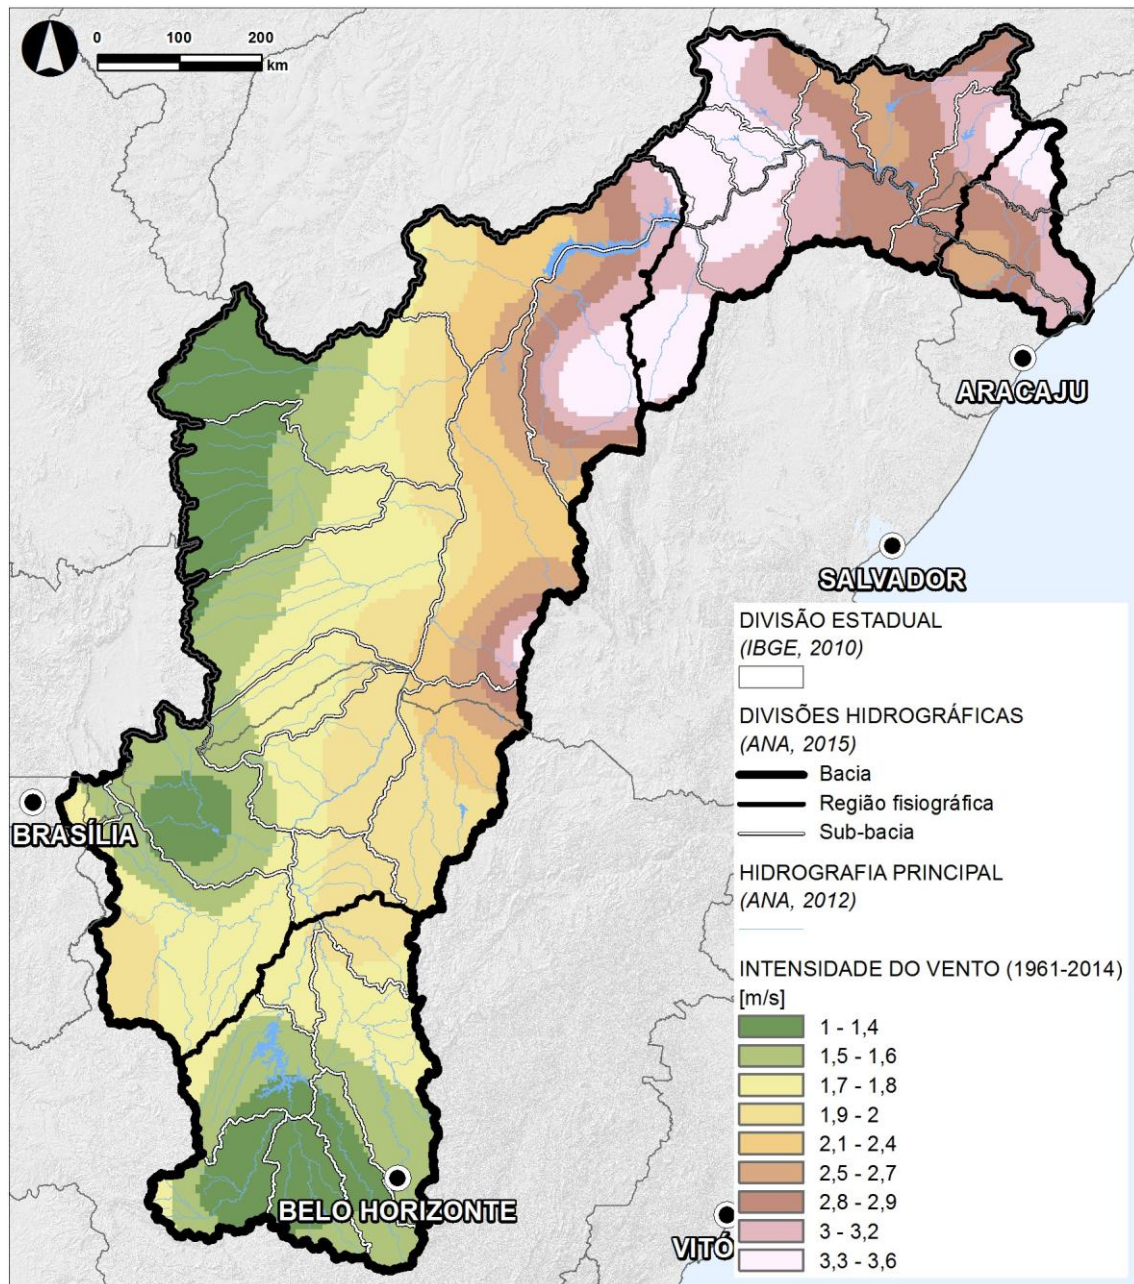 0 100 200
km
ARACAJU
SALVADOR
BRASÍLIA
BELO HORIZONTE
VITÓ
DIVISÃO ESTADUAL
(IBGE, 2010)
DIVISÕES HIDROGRÁFICAS
(ANA, 2015)
Bacia
Região fisiográfica
Sub-bacia
HIDROGRAFIA PRINCIPAL
(ANA, 2012)
INTENSIDADE DO VENTO (1961-2014)
[m/s]
1 - 1,4
1,5 - 1,6
1,7 - 1,8
1,9 - 2
2,1 - 2,4
2,5 - 2,7
2,8 - 2,9
3 - 3,2
3,3 - 3,6